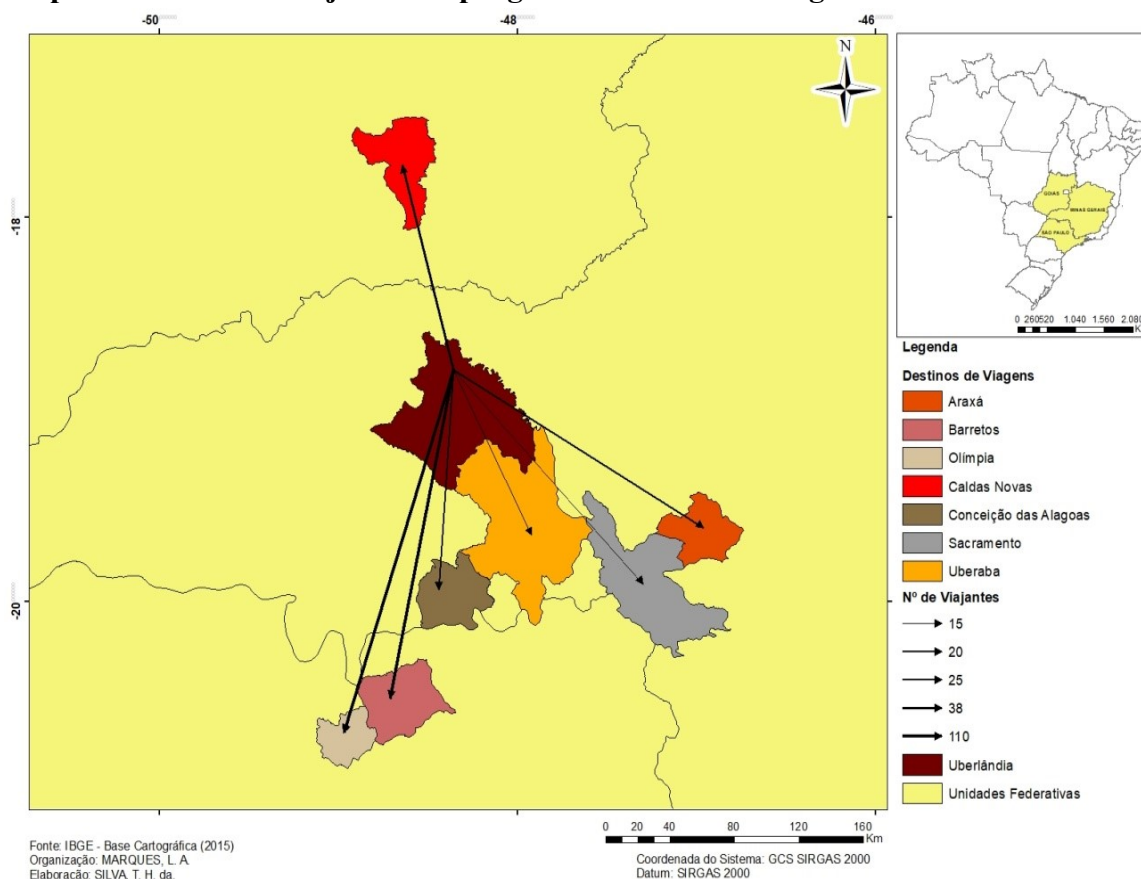 -50
-48
-46
N
-18
-20
GOIÁS
MINAS GERAIS
SÃO PAULO
0 260520 1.040 1.560 2.080
Legenda
Destinos de Viagens
Araxá
Barretos
Olímpia
Caldas Novas
Conceição das Alagoas
Sacramento
Uberaba
Nº de Viajantes
15
20
25
38
110
Uberlândia
Unidades Federativas
0 20 40 80 120 160
Km
Fonte: IBGE - Base Cartográfica (2015)
Organização: MARQUES, L. A.
Elaboração: SILVA, T. H. da.
Coordenada do Sistema: GCS SIRGAS 2000
Datum: SIRGAS 2000